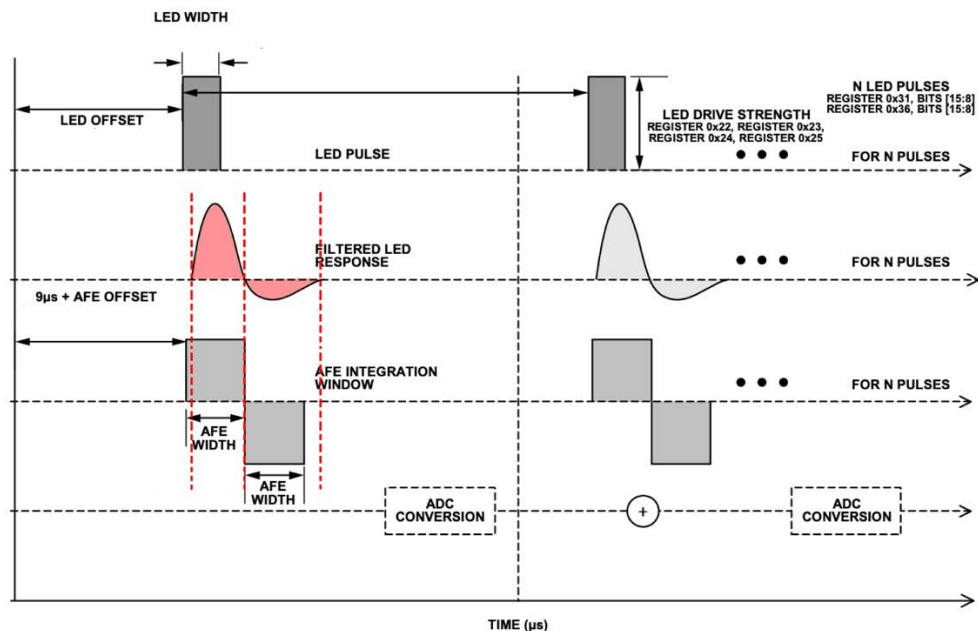 LED WIDTH
LED OFFSET
LED PULSE
LED DRIVE STRENGTH
REGISTER 0x22, REGISTER 0x23,
REGISTER 0x24, REGISTER 0x25
N LED PULSES
REGISTER 0x31, BITS [15:8]
REGISTER 0x36, BITS [15:8]
FOR N PULSES
FILTERED LED
RESPONSE
FOR N PULSES
9µs + AFE OFFSET
AFE INTEGRATION
WINDOW
FOR N PULSES
AFE
WIDTH
AFE
WIDTH
ADC
CONVERSION
+
ADC
CONVERSION
TIME (µs)